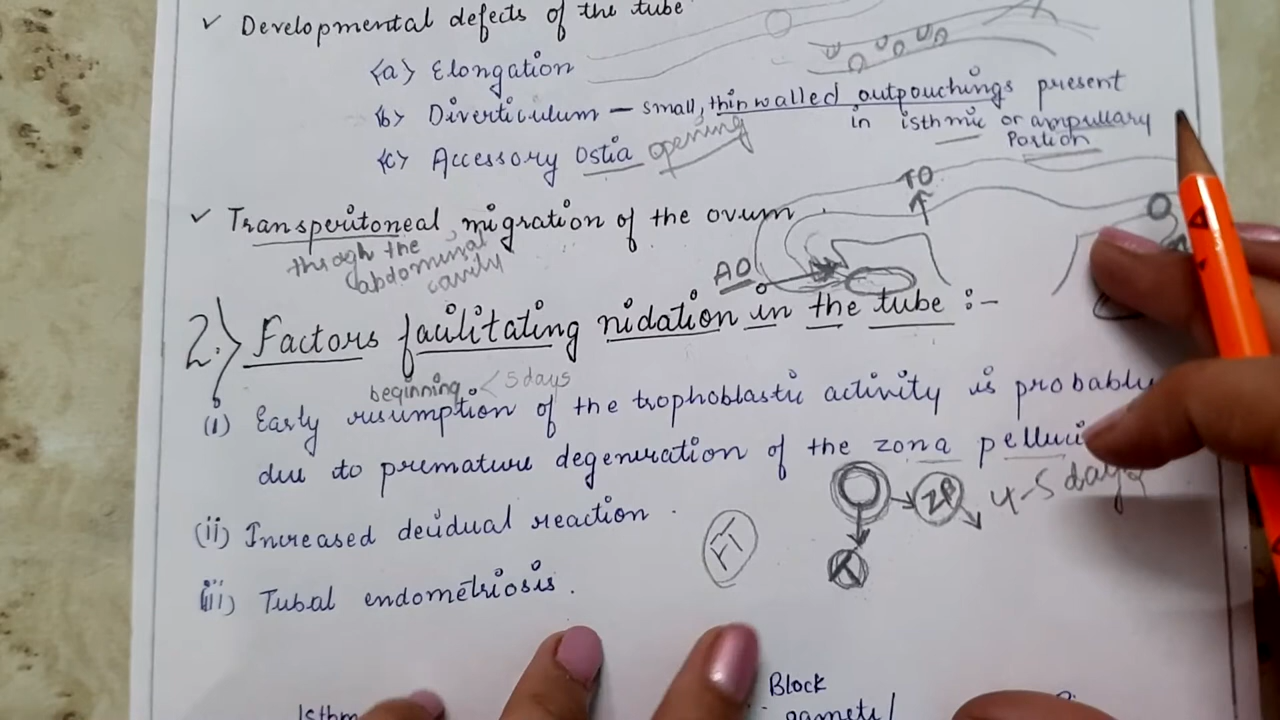 ✓ Developmental defects of the tube
(a) Elongation
(b) Diverticulum – small, thin walled outpouchings present
in isthmic or ampullary
Portion
(c) Accessory Ostia opening
TO
✓ Transperitoneal migration of the ovum
through the
abdominal
cavity
AO
2.) Factors facilitating nidation in the tube :-
beginning < 5 days
(i) Early resumption of the trophoblastic activity is probably
due to premature degeneration of the zona
ZP 4-5 days
(ii) Increased decidual reaction
FT
(iii) Tubal endometriosis.
Block